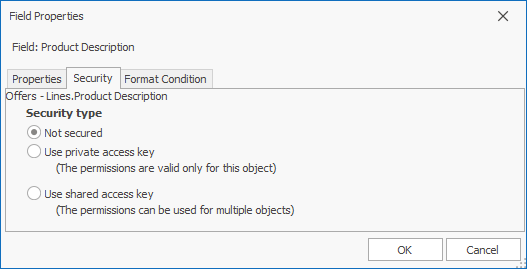 Field Properties
Field: Product Description
Properties
Security
Format Condition
Offers - Lines.Product Description
Security type
Not secured
Use private access key
(The permissions are valid only for this object)
Use shared access key
(The permissions can be used for multiple objects)
OK
Cancel